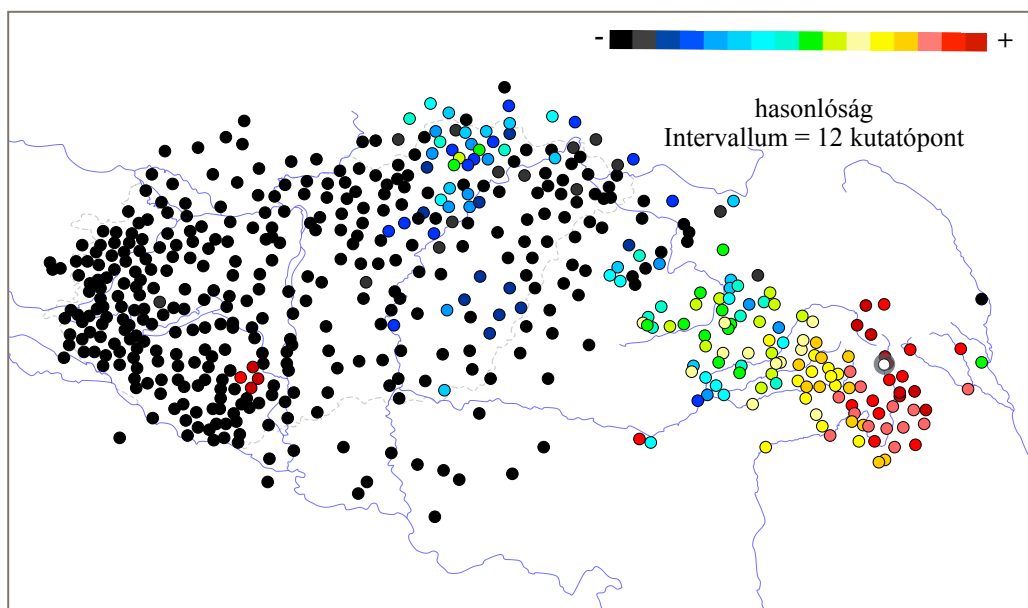 - +
hasonlóság
Intervallum = 12 kutatópont